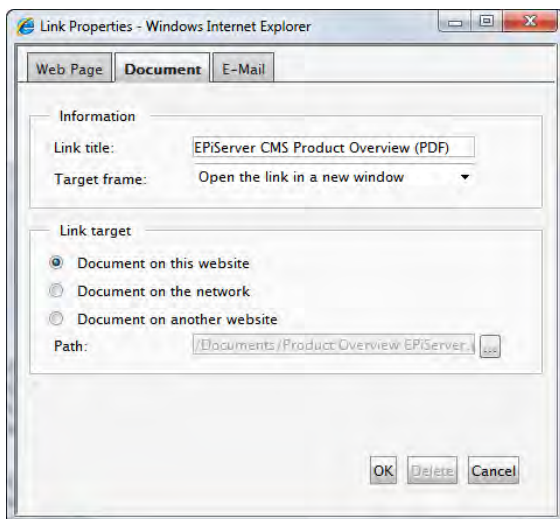 Link Properties - Windows Internet Explorer
Web Page Document E-Mail
Information
Link title: EPiServer CMS Product Overview (PDF)
Target frame: Open the link in a new window
Link target
Document on this website
Document on the network
Document on another website
Path: /Documents/Product Overview EPiServer. ...
OK Delete Cancel